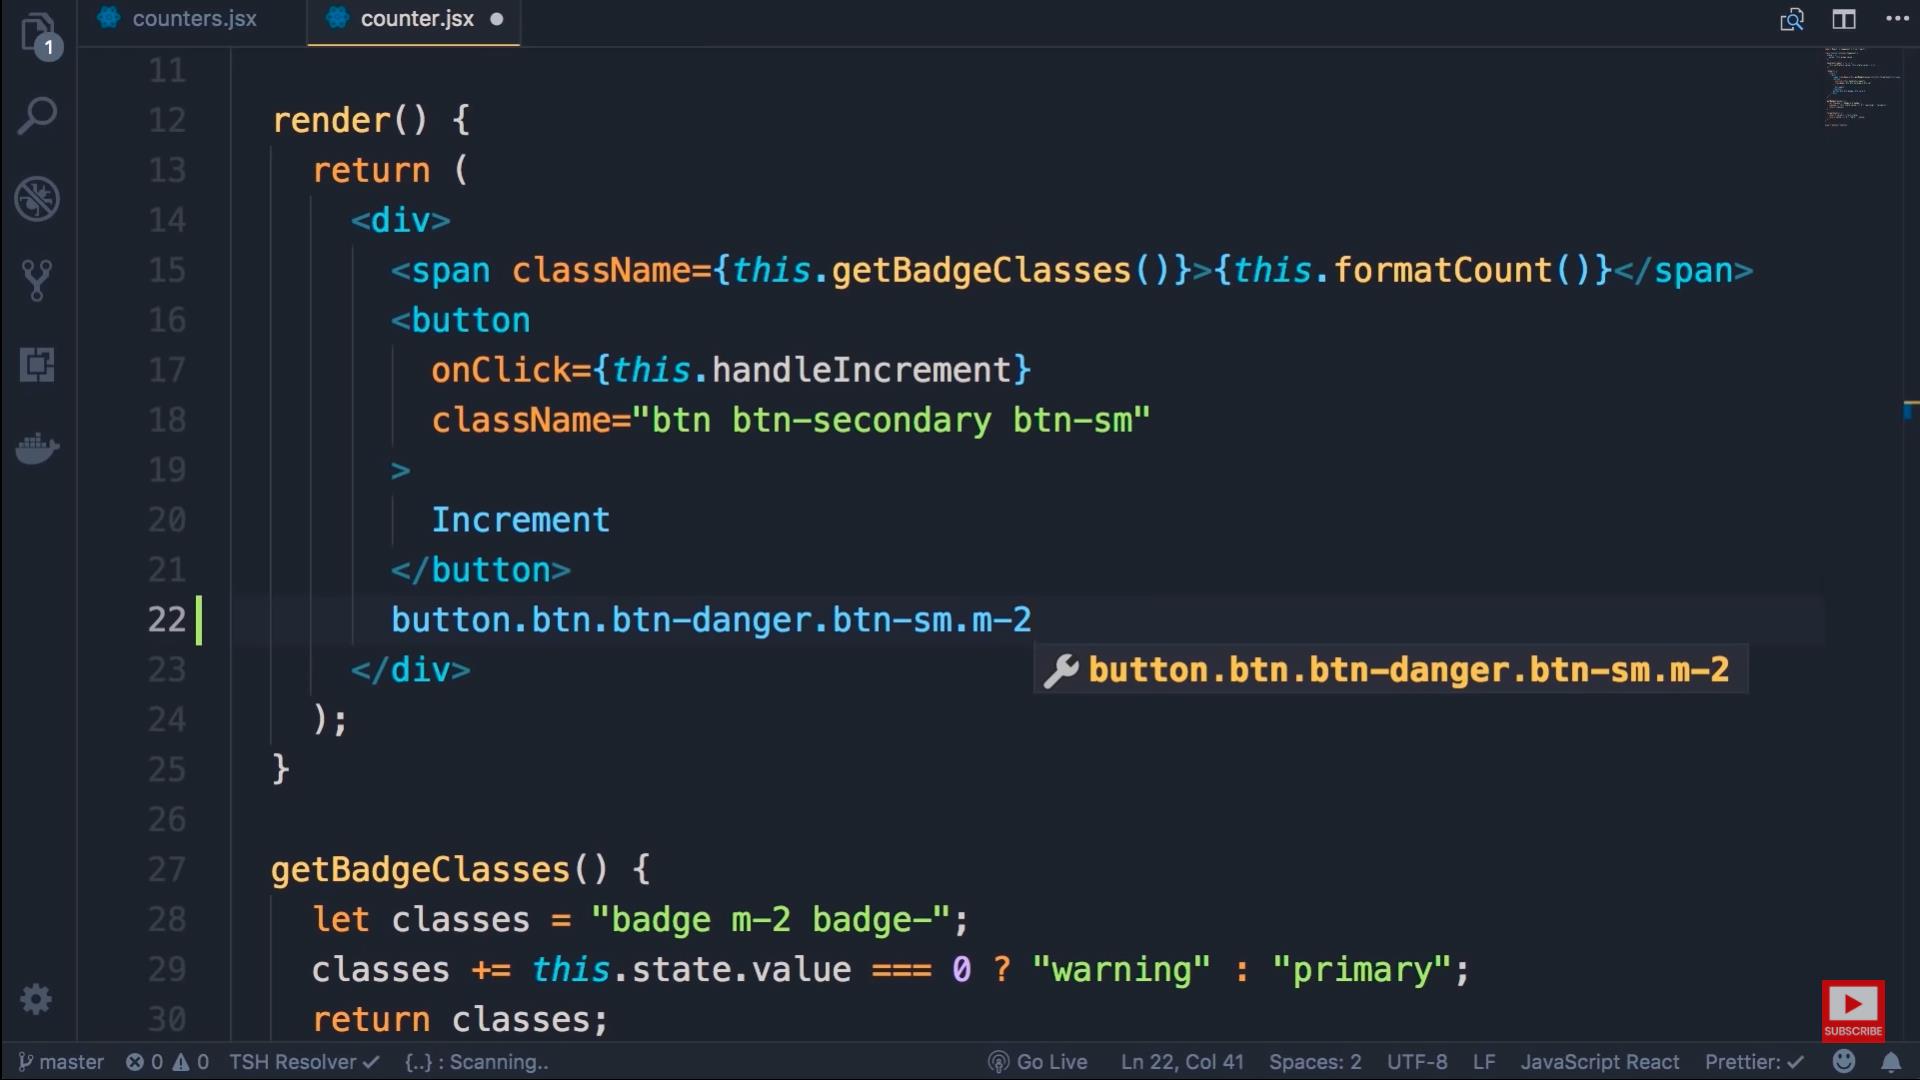 counters.jsx
counter.jsx
1
11
12 render() {
13 return (
14 <div>
15 <span className={this.getBadgeClasses()}>{this.formatCount()}</span>
16 <button
17 onClick={this.handleIncrement}
18 className="btn btn-secondary btn-sm"
19 >
20 Increment
21 </button>
22 button.btn.btn-danger.btn-sm.m-2
button.btn.btn-danger.btn-sm.m-2
23 </div>
24 );
25 }
26
27 getBadgeClasses() {
28 let classes = "badge m-2 badge-";
29 classes += this.state.value === 0 ? "warning" : "primary";
30 return classes;
SUBSCRIBE
master 0 0 TSH Resolver ✓ {..} : Scanning.. Go Live Ln 22, Col 41 Spaces: 2 UTF-8 LF JavaScript React Prettier: ✓